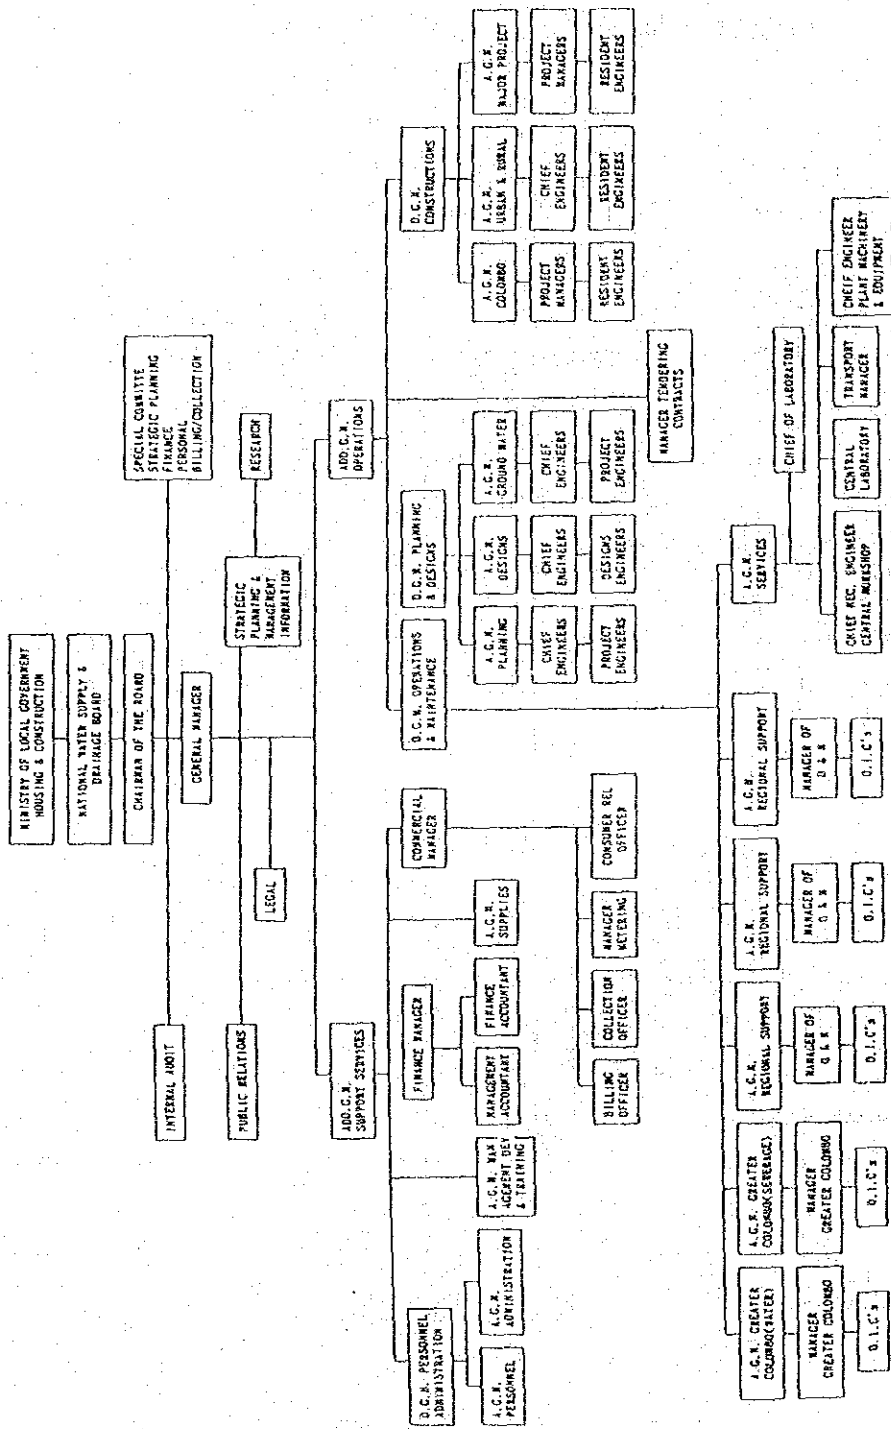 MINISTRY OF LOCAL GOVERNMENT
HOUSING & CONSTRUCTION
NATIONAL WATER SUPPLY &
DRAINAGE BOARD
CHAIRMAN OF THE BOARD
GENERAL MANAGER
INTERNAL AUDIT
SPECIAL COMMITTE
STRATEGIC PLANNING
FINANCE
PERSONAL
BILLING/COLLECTION
PUBLIC RELATIONS
STRATEGIC
PLANNING &
MANAGEMENT
INFORMATION
RESEARCH
LEGAL
ADD.G.M.
SUPPORT SERVICES
ADD.G.M.
OPERATIONS
D.G.M. PERSONNEL
ADMINISTRATION
A.G.M.
PERSONNEL
A.G.M.
ADMINISTRATION
A.G.M. MAN
AGEMENT DEV
& TRAINING
FINANCE MANAGER
MANAGEMENT
ACCOUNTANT
FINANCE
ACCOUNTANT
A.G.M.
SUPPLIES
COMMERCIAL
MANAGER
BILLING
OFFICER
COLLECTION
OFFICER
MANAGER
METERING
CONSUMER REL
OFFICER
D.G.M. OPERATIONS
& MAINTENANCE
D.G.M. PLANNING
& DESIGNS
A.G.M.
PLANNING
A.G.M.
DESIGNS
A.G.M.
GROUND WATER
CHIEF
ENGINEERS
CHIEF
ENGINEERS
CHIEF
ENGINEERS
PROJECT
ENGINEERS
DESIGNS
ENGINEERS
PROJECT
ENGINEERS
MANAGER TENDERING
CONTRACTS
D.G.M.
CONSTRUCTIONS
A.G.M.
COLOMBO
A.G.M.
URBAN & RURAL
A.G.M.
MAJOR PROJECT
PROJECT
MANAGERS
CHIEF
ENGINEERS
PROJECT
MANAGERS
RESIDENT
ENGINEERS
RESIDENT
ENGINEERS
RESIDENT
ENGINEERS
A.G.M. GREATER
COLOMBO(WATER)
A.G.M. GREATER
COLOMBO(SEWERAGE)
A.G.M.
REGIONAL SUPPORT
A.G.M.
REGIONAL SUPPORT
A.G.M.
REGIONAL SUPPORT
A.G.M.
SERVICES
MANAGER
GREATER COLOMBO
MANAGER
GREATER COLOMBO
MANAGER OF
O & M
MANAGER OF
O & M
MANAGER OF
O & M
O.I.C's
O.I.C's
O.I.C's
O.I.C's
O.I.C's
CHIEF OF LABORATORY
CHIEF MEC. ENGINEER
CENTRAL WORKSHOP
CENTRAL
LABORATORY
TRANSPORT
MANAGER
CHEIF ENGINEER
PLANT MACHINERY
& EQUIPMENT